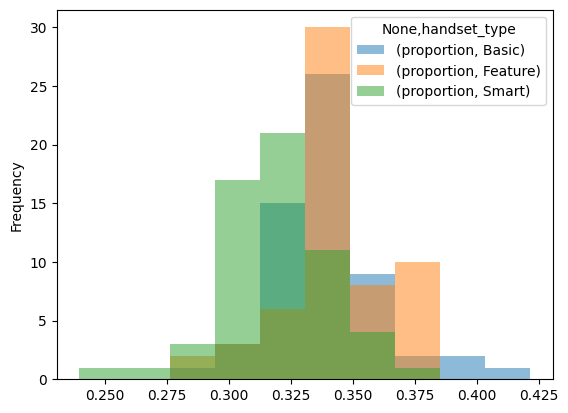 None,handset_type
(proportion, Basic)
(proportion, Feature)
(proportion, Smart)
Frequency
30
25
20
15
10
5
0
0.250 0.275 0.300 0.325 0.350 0.375 0.400 0.425